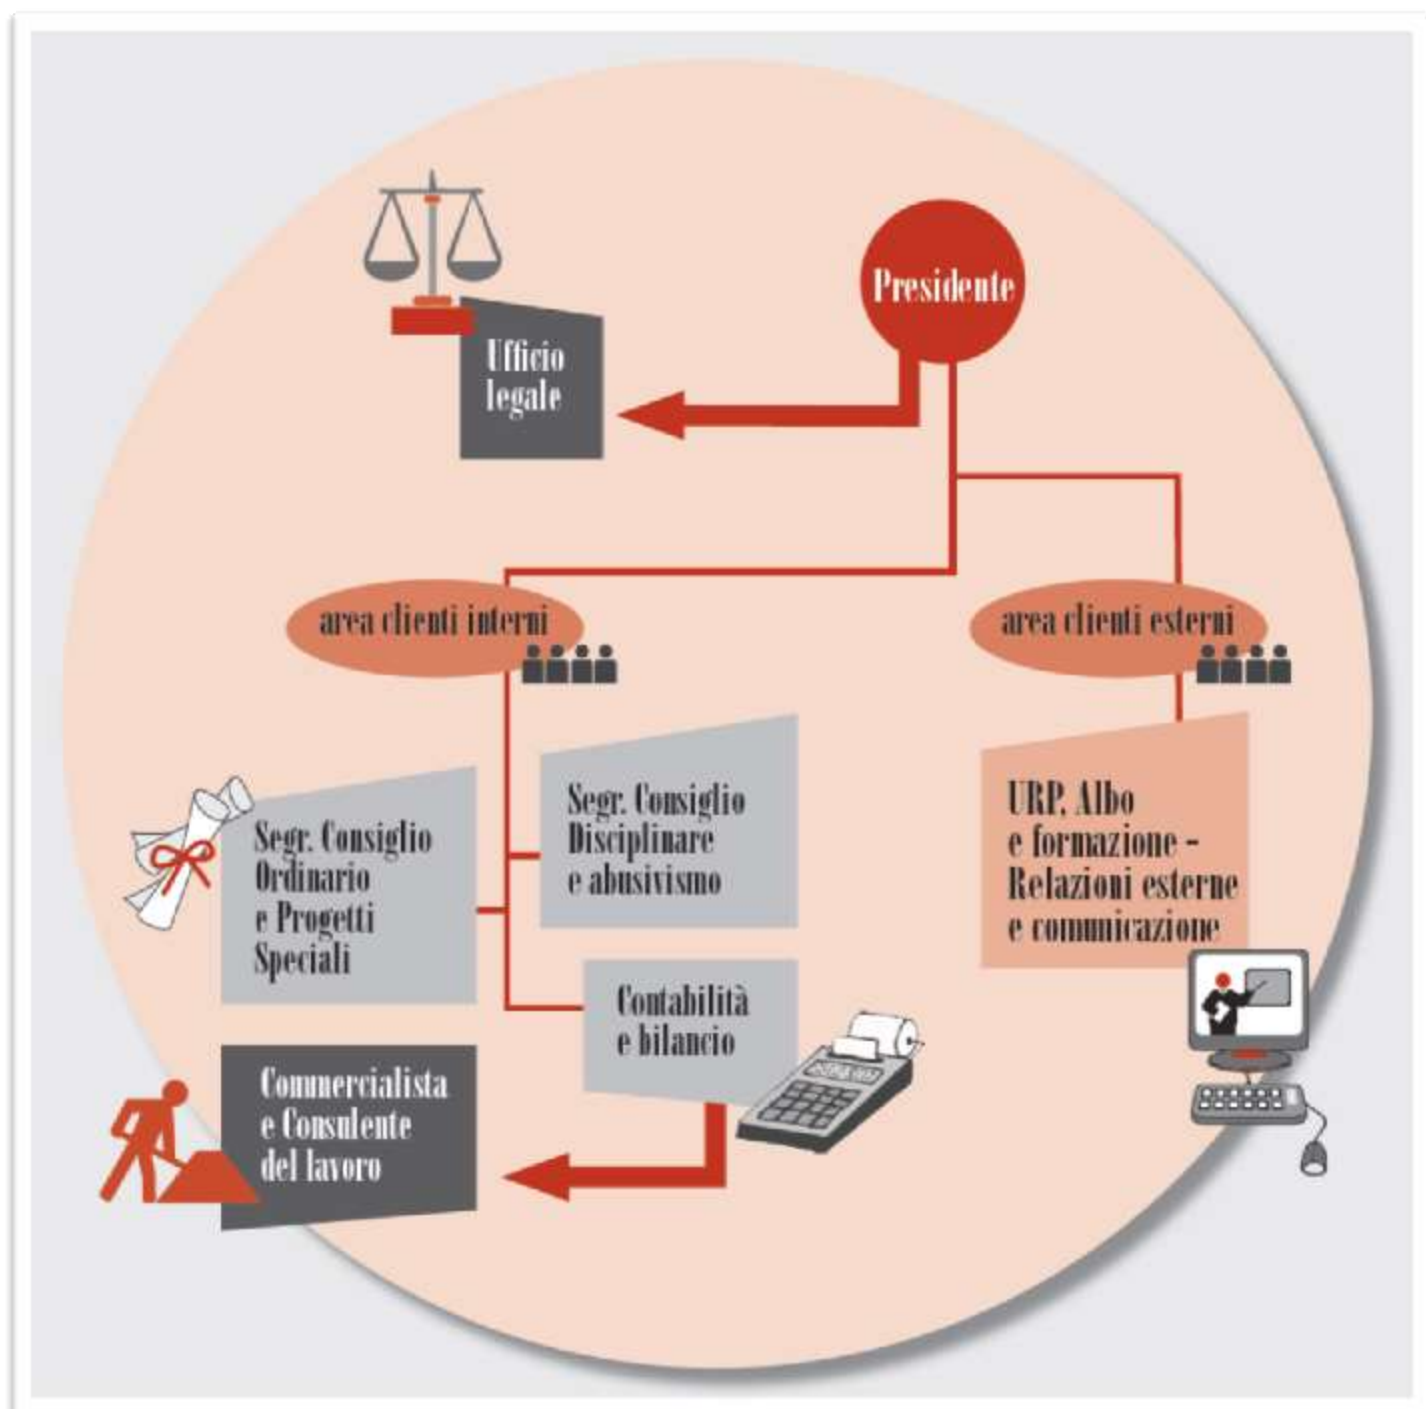 Presidente
Ufficio
legale
area clienti interni
area clienti esterni
Segr. Consiglio
Ordinario
e Progetti
Speciali
Segr. Consiglio
Disciplinare
e abusivismo
URP, Albo
e formazione -
Relazioni esterne
e comunicazione
Contabilità
e bilancio
Commercialista
e Consulente
del lavoro